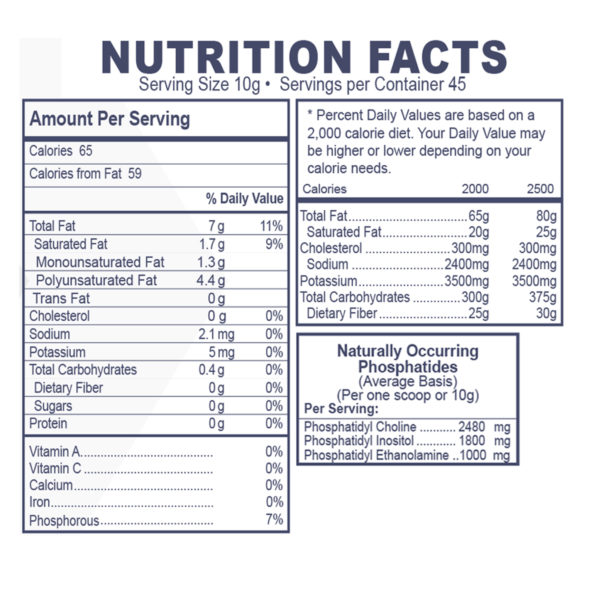 NUTRITION FACTS
Serving Size 10g • Servings per Container 45
Amount Per Serving
Calories 65
Calories from Fat 59
% Daily Value
Total Fat 7 g 11%
Saturated Fat 1.7 g 9%
Monounsaturated Fat 1.3 g
Polyunsaturated Fat 4.4 g
Trans Fat 0 g
Cholesterol 0 g 0%
Sodium 2.1 mg 0%
Potassium 5 mg 0%
Total Carbohydrates 0.4 g 0%
Dietary Fiber 0 g 0%
Sugars 0 g 0%
Protein 0 g 0%
Vitamin A 0%
Vitamin C 0%
Calcium 0%
Iron 0%
Phosphorous 7%
* Percent Daily Values are based on a
2,000 calorie diet. Your Daily Value may
be higher or lower depending on your
calorie needs.
Calories 2000 2500
Total Fat 65g 80g
Saturated Fat 20g 25g
Cholesterol 300mg 300mg
Sodium 2400mg 2400mg
Potassium 3500mg 3500mg
Total Carbohydrates 300g 375g
Dietary Fiber 25g 30g
Naturally Occurring
Phosphatides
(Average Basis)
(Per one scoop or 10g)
Per Serving:
Phosphatidyl Choline 2480 mg
Phosphatidyl Inositol 1800 mg
Phosphatidyl Ethanolamine 1000 mg